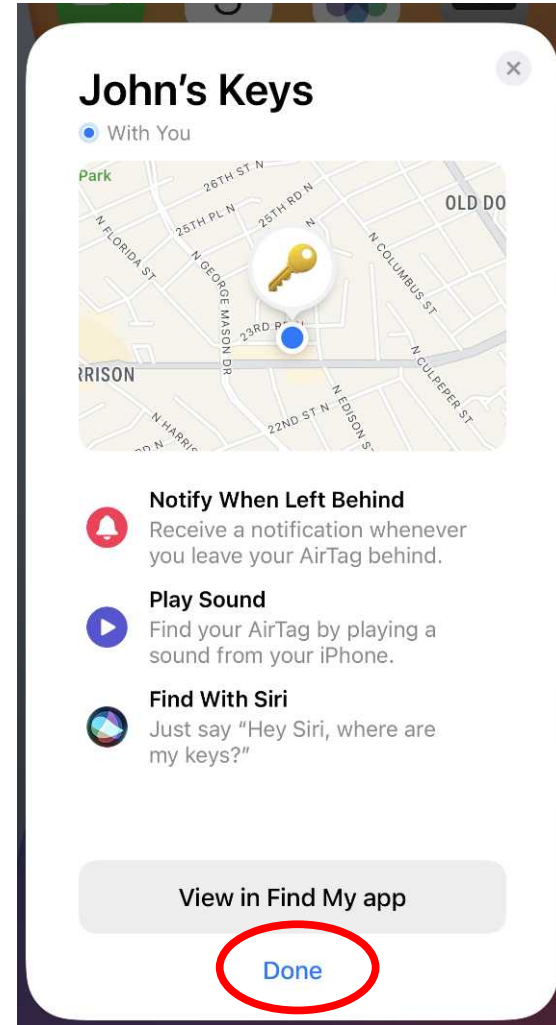 John’s Keys
With You
Park
26TH ST N
25TH PL N
25TH RD N
OLD DO
N FLORIDA ST
N GEORGE MASON DR
N COLUMBUS ST
23RD
RRISON
N CULPEPER ST
22ND ST N
N EDISON S
N HARRIS
RD N
Notify When Left Behind
Receive a notification whenever
you leave your AirTag behind.
Play Sound
Find your AirTag by playing a
sound from your iPhone.
Find With Siri
Just say “Hey Siri, where are
my keys?”
View in Find My app
Done